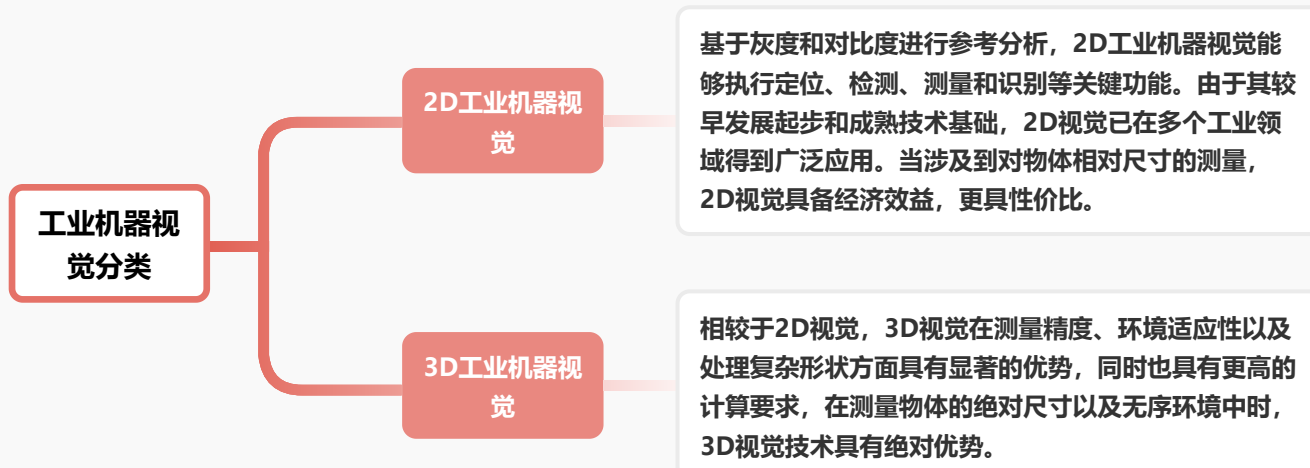 工业机器视
觉分类
2D工业机器视
觉
基于灰度和对比度进行参考分析，2D工业机器视觉能
够执行定位、检测、测量和识别等关键功能。由于其较
早发展起步和成熟技术基础，2D视觉已在多个工业领
域得到广泛应用。当涉及到对物体相对尺寸的测量，
2D视觉具备经济效益，更具性价比。
3D工业机器视
觉
相较于2D视觉，3D视觉在测量精度、环境适应性以及
处理复杂形状方面具有显著的优势，同时也具有更高的
计算要求，在测量物体的绝对尺寸以及无序环境中时，
3D视觉技术具有绝对优势。